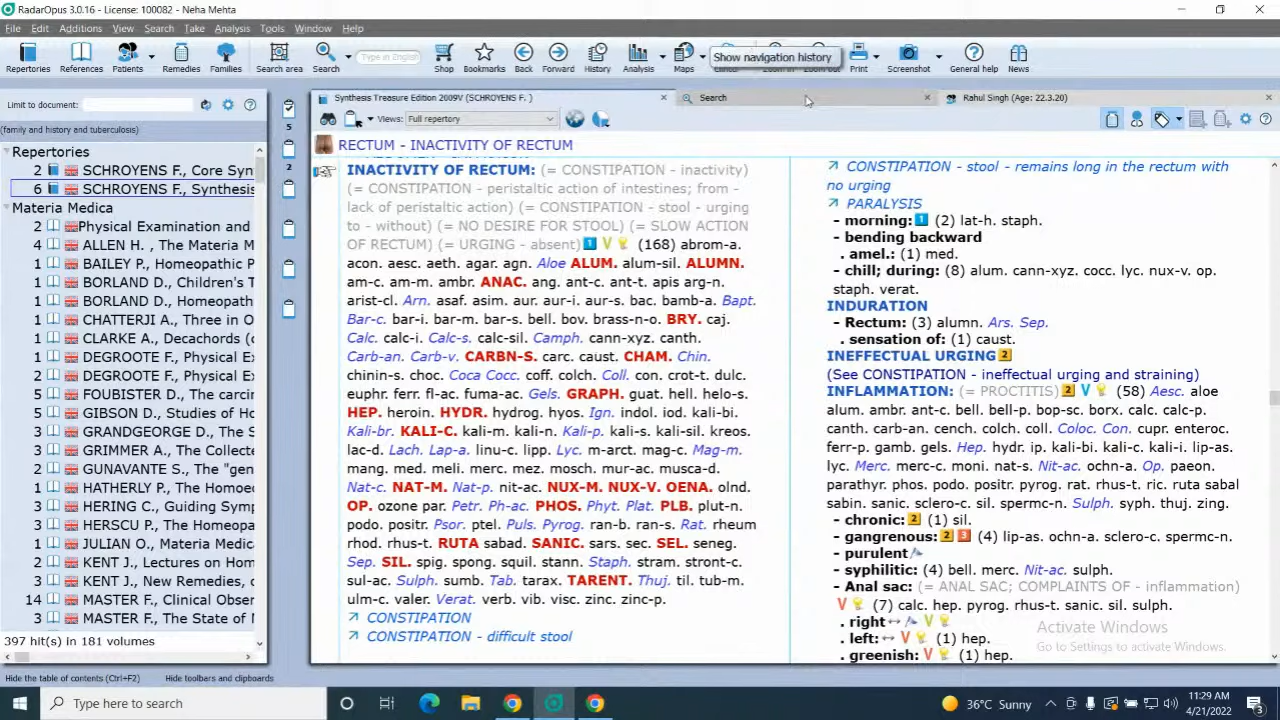 RadarOpus 3.0.16 - License: 100082 - Neha Mehta
File Edit Additions View Search Take Analysis Tools Window Help
Repertories References Patients Remedies Families Search area Search Type in English Shop Bookmarks Back Forward History Analysis Maps Print Screenshot General help News
Show navigation history
Limit to document:
(family and history and tuberculosis)
Repertories
2 SCHROYENS F., Core Syn
6 SCHROYENS F., Synthesis
Materia Medica
2 Physical Examination and
4 ALLEN H. , The Materia M
1 BAILEY P., Homeopathic P
1 BORLAND D., Children's T
1 BORLAND D., Homeopath
1 CHATTERJI A., Three in O
1 CLARKE A., Decachords (c
1 DEGROOTE F., Physical E
2 DEGROOTE F., Physical Ex
5 FOUBISTER D., The carcir
5 GIBSON D., Studies of Ho
3 GRANDGEORGE D., The S
3 GRIMMER A., The Collecte
2 GUNAVANTE S., The "gen
1 HATHERLY P., The Homoe
2 HERING C., Guiding Symp
3 HERSCU P., The Homeopa
1 JULIAN O., Materia Medic
2 KENT J., Lectures on Hom
3 KENT J., New Remedies, c
14 MASTER F., Clinical Obser
3 MASTER F., The State of
397 hit(s) in 181 volumes
5
2
Synthesis Treasure Edition 2009V (SCHROYENS F. )
Search
Rahul Singh (Age: 22.3.20)
Views: Full repertory
RECTUM - INACTIVITY OF RECTUM
INACTIVITY OF RECTUM: (= CONSTIPATION - inactivity)
(= CONSTIPATION - peristaltic action of intestines; from -
lack of peristaltic action) (= CONSTIPATION - stool - urging
to - without) (= NO DESIRE FOR STOOL) (= SLOW ACTION
OF RECTUM) (= URGING - absent) 1 V (168) abrom-a.
acon. aesc. aeth. agar. agn. Aloe ALUM. alum-sil. ALUMN.
am-c. am-m. ambr. ANAC. ang. ant-c. ant-t. apis arg-n.
arist-cl. Arn. asaf. asim. aur. aur-i. aur-s. bac. bamb-a. Bapt.
Bar-c. bar-i. bar-m. bar-s. bell. bov. brass-n-o. BRY. caj.
Calc. calc-i. Calc-s. calc-sil. Camph. cann-xyz. canth.
Carb-an. Carb-v. CARBN-S. carc. caust. CHAM. Chin.
chinin-s. choc. Coca Cocc. coff. colch. Coll. con. crot-t. dulc.
euphr. ferr. fl-ac. fuma-ac. Gels. GRAPH. guat. hell. helo-s.
HEP. heroin. HYDR. hydrog. hyos. Ign. indol. iod. kali-bi.
Kali-br. KALI-C. kali-m. kali-n. Kali-p. kali-s. kali-sil. kreos.
lac-d. Lach. Lap-a. linu-c. lipp. Lyc. m-arct. mag-c. Mag-m.
mang. med. meli. merc. mez. mosch. mur-ac. musca-d.
Nat-c. NAT-M. Nat-p. nit-ac. NUX-M. NUX-V. OENA. olnd.
OP. ozone par. Petr. Ph-ac. PHOS. Phyt. Plat. PLB. plut-n.
podo. positr. Psor. ptel. Puls. Pyrog. ran-b. ran-s. Rat. rheum
rhod. rhus-t. RUTA sabad. SANIC. sars. sec. SEL. seneg.
Sep. SIL. spig. spong. squil. stann. Staph. stram. stront-c.
sul-ac. Sulph. sumb. Tab. tarax. TARENT. Thuj. til. tub-m.
ulm-c. valer. Verat. verb. vib. visc. zinc. zinc-p.
CONSTIPATION
CONSTIPATION - difficult stool
CONSTIPATION - stool - remains long in the rectum with
no urging
PARALYSIS
- morning: 1 (2) lat-h. staph.
- bending backward
. amel.: (1) med.
- chill; during: (8) alum. cann-xyz. cocc. lyc. nux-v. op.
staph. verat.
INDURATION
- Rectum: (3) alumn. Ars. Sep.
. sensation of: (1) caust.
INEFFECTUAL URGING 2
(See CONSTIPATION - ineffectual urging and straining)
INFLAMMATION: (= PROCTITIS) 2 V (58) Aesc. aloe
alum. ambr. ant-c. bell. bell-p. bop-sc. borx. calc. calc-p.
canth. carb-an. cench. colch. coll. Coloc. Con. cupr. enteroc.
ferr-p. gamb. gels. Hep. hydr. ip. kali-bi. kali-c. kali-i. lip-as.
lyc. Merc. merc-c. moni. nat-s. Nit-ac. ochn-a. Op. paeon.
parathyr. phos. podo. positr. pyrog. rat. rhus-t. ric. ruta sabal
sabin. sanic. sclero-c. sil. spermc-n. Sulph. syph. thuj. zing.
- chronic: 2 (1) sil.
- gangrenous: 2 3 (4) lip-as. ochn-a. sclero-c. spermc-n.
- purulent
- syphilitic: (4) bell. merc. Nit-ac. sulph.
- Anal sac: (= ANAL SAC; COMPLAINTS OF - inflammation)
V (7) calc. hep. pyrog. rhus-t. sanic. sil. sulph.
. right V
. left: V (1) hep.
. greenish: V (1) hep.
Activate Windows
Go to Settings to activate Windows.
Hide the table of contents (Ctrl+F2) Hide toolbars and clipboards
Type here to search
36°C Sunny
11:29 AM
4/21/2022
3